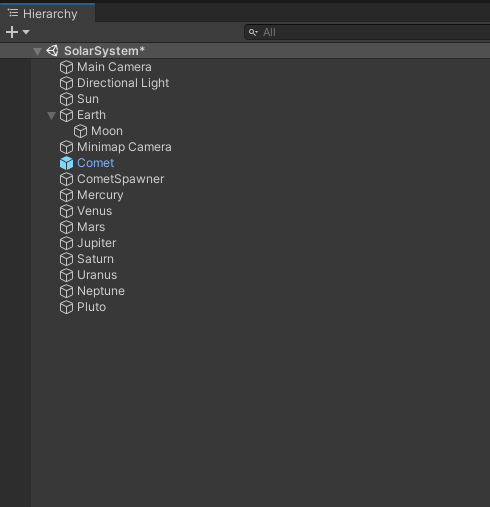 Hierarchy
All
SolarSystem*
Main Camera
Directional Light
Sun
Earth
Moon
Minimap Camera
Comet
CometSpawner
Mercury
Venus
Mars
Jupiter
Saturn
Uranus
Neptune
Pluto